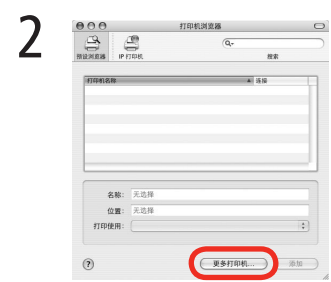 2
打印机浏览器
预设浏览器 IP 打印机 搜索
打印机名称 连接
名称: 无选择
位置: 无选择
打印使用:
? 更多打印机... 添加